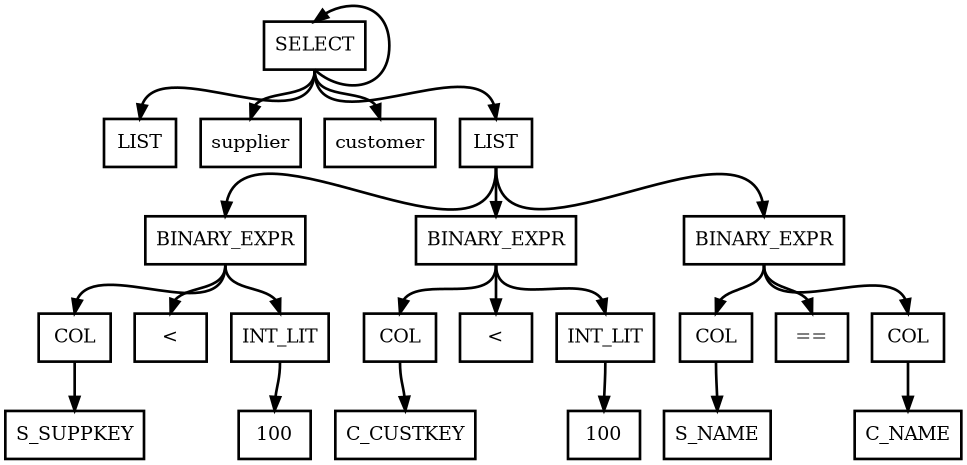 SELECT
LIST
supplier
customer
LIST
BINARY_EXPR
BINARY_EXPR
BINARY_EXPR
COL
<
INT_LIT
COL
<
INT_LIT
COL
==
COL
S_SUPPKEY
100
C_CUSTKEY
100
S_NAME
C_NAME